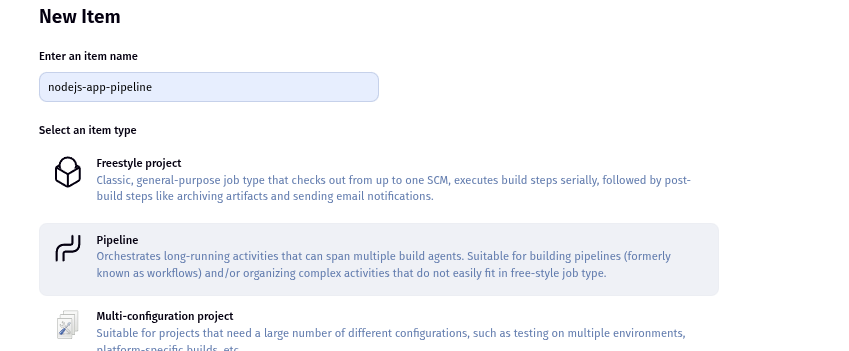 New Item
Enter an item name
nodejs-app-pipeline
Select an item type
Freestyle project
Classic, general-purpose job type that checks out from up to one SCM, executes build steps serially, followed by post-
build steps like archiving artifacts and sending email notifications.
Pipeline
Orchestrates long-running activities that can span multiple build agents. Suitable for building pipelines (formerly
known as workflows) and/or organizing complex activities that do not easily fit in free-style job type.
Multi-configuration project
Suitable for projects that need a large number of different configurations, such as testing on multiple environments,
platform-specific builds, etc.